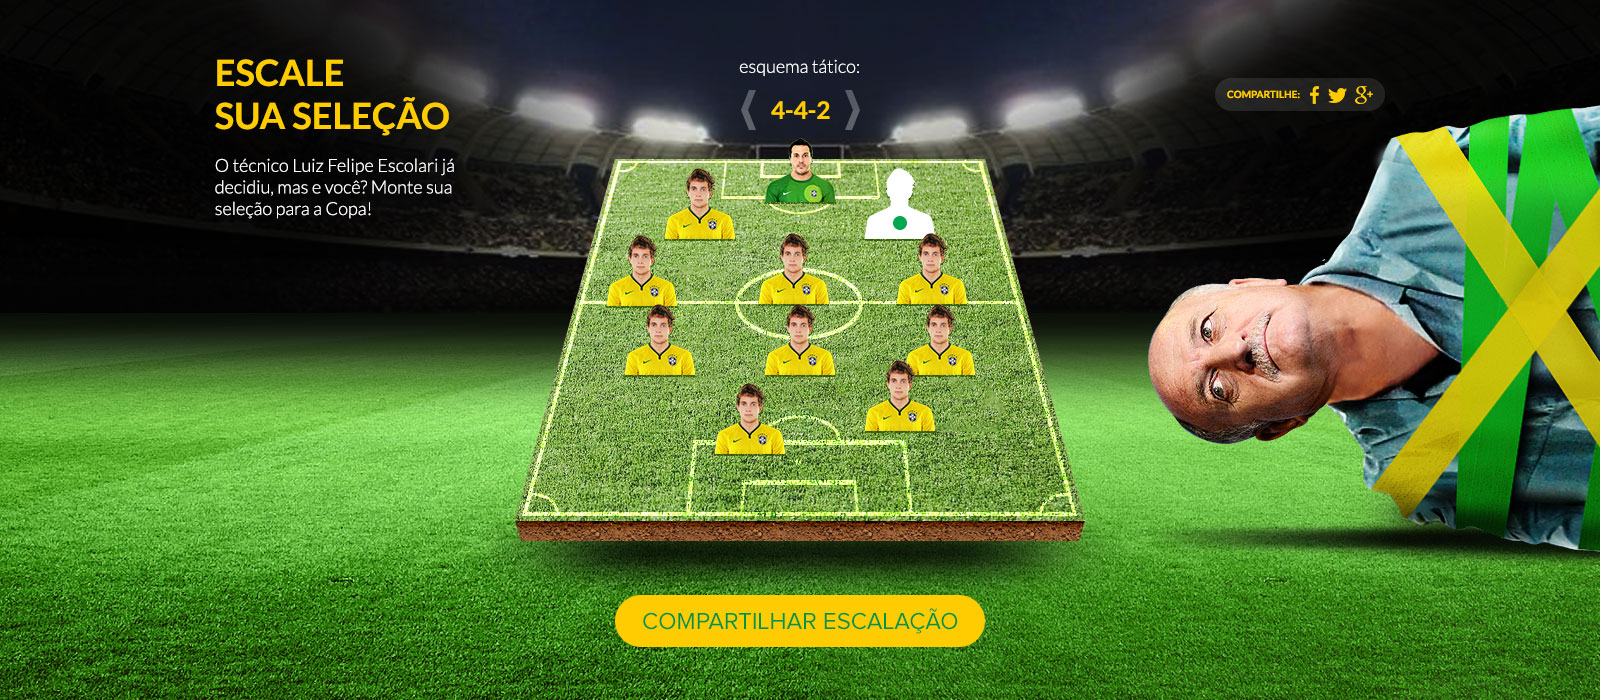 ESCALE
SUA SELEÇÃO
O técnico Luiz Felipe Escolari já
decidiu, mas e você? Monte sua
seleção para a Copa!
esquema tático:
4-4-2
COMPARTILHE:
COMPARTILHAR ESCALAÇÃO